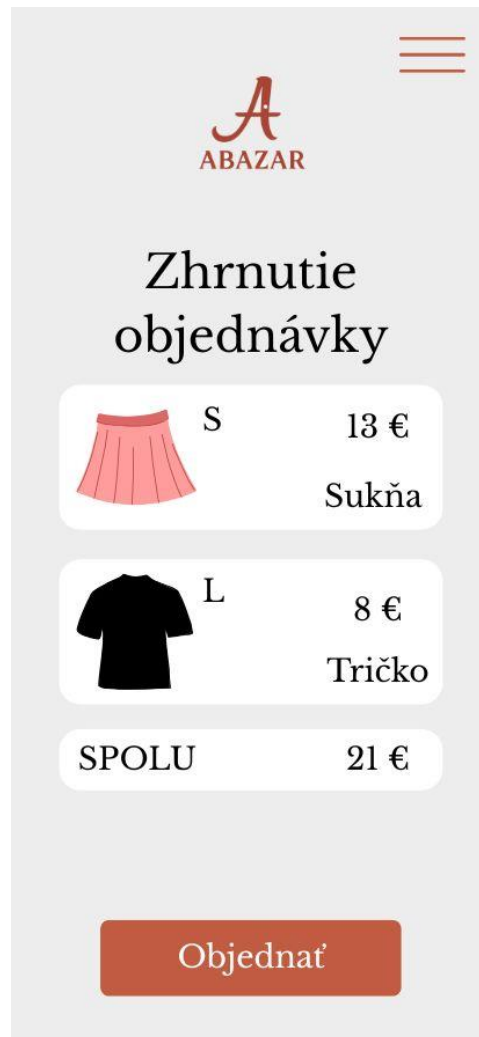 A
ABAZAR
Zhrnutie
objednávky
S
13 €
Sukňa
L
8 €
Tričko
SPOLU 21 €
Objednať